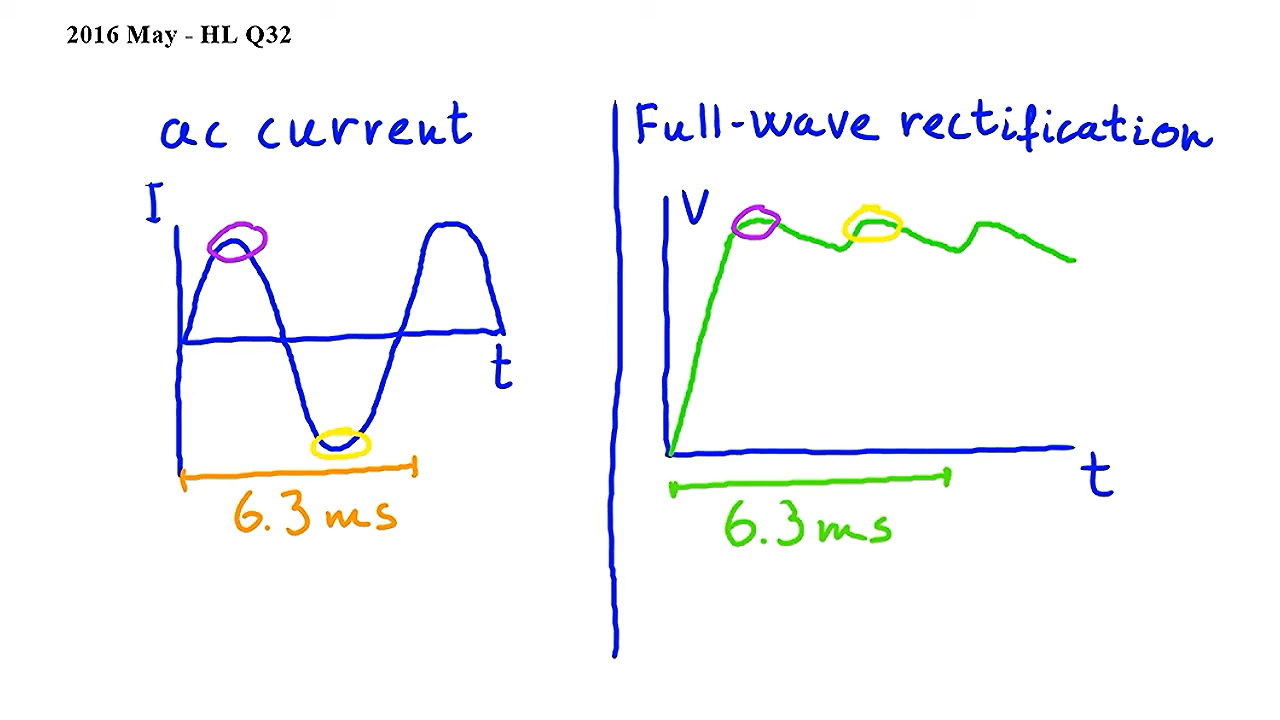 2016 May - HL Q32
ac current
I
t
6.3 ms
Full-wave rectification
V
t
6.3 ms